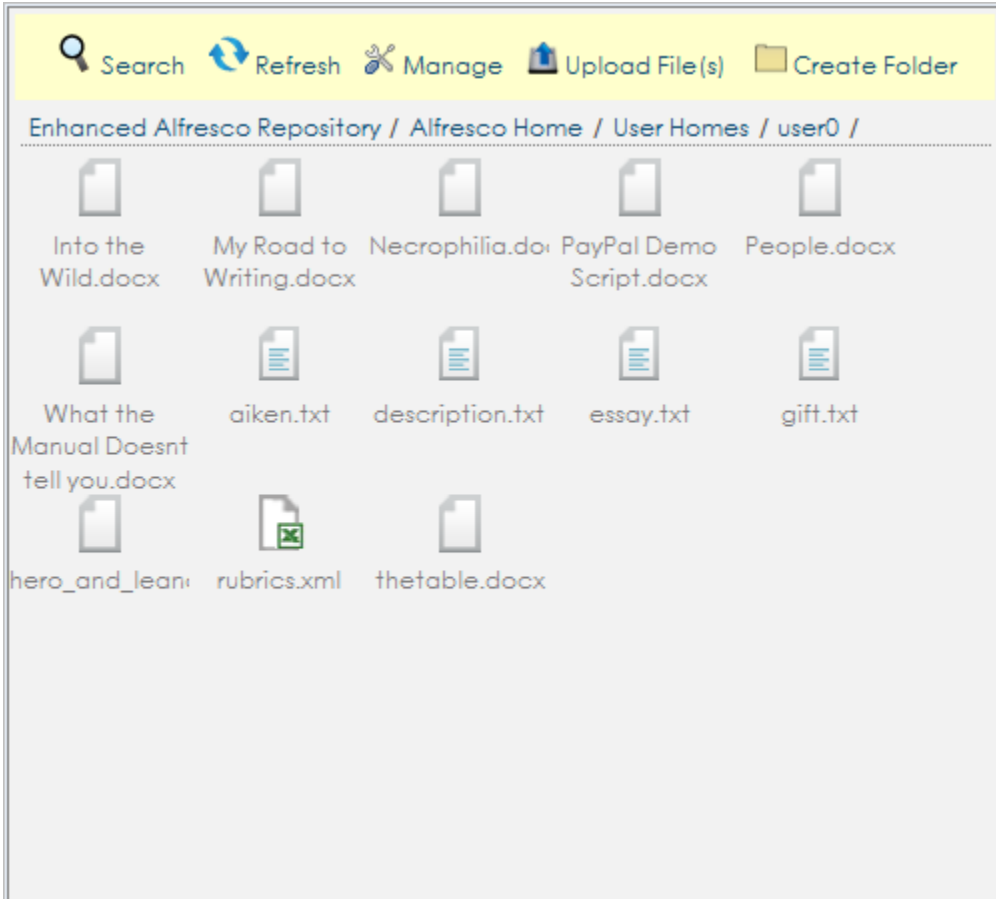 Search Refresh Manage Upload File(s) Create Folder
Enhanced Alfresco Repository / Alfresco Home / User Homes / user0 /
Into the Wild.docx
My Road to Writing.docx
Necrophilia.do
PayPal Demo Script.docx
People.docx
What the Manual Doesnt tell you.docx
aiken.txt
description.txt
essay.txt
gift.txt
hero_and_lean
rubrics.xml
thetable.docx